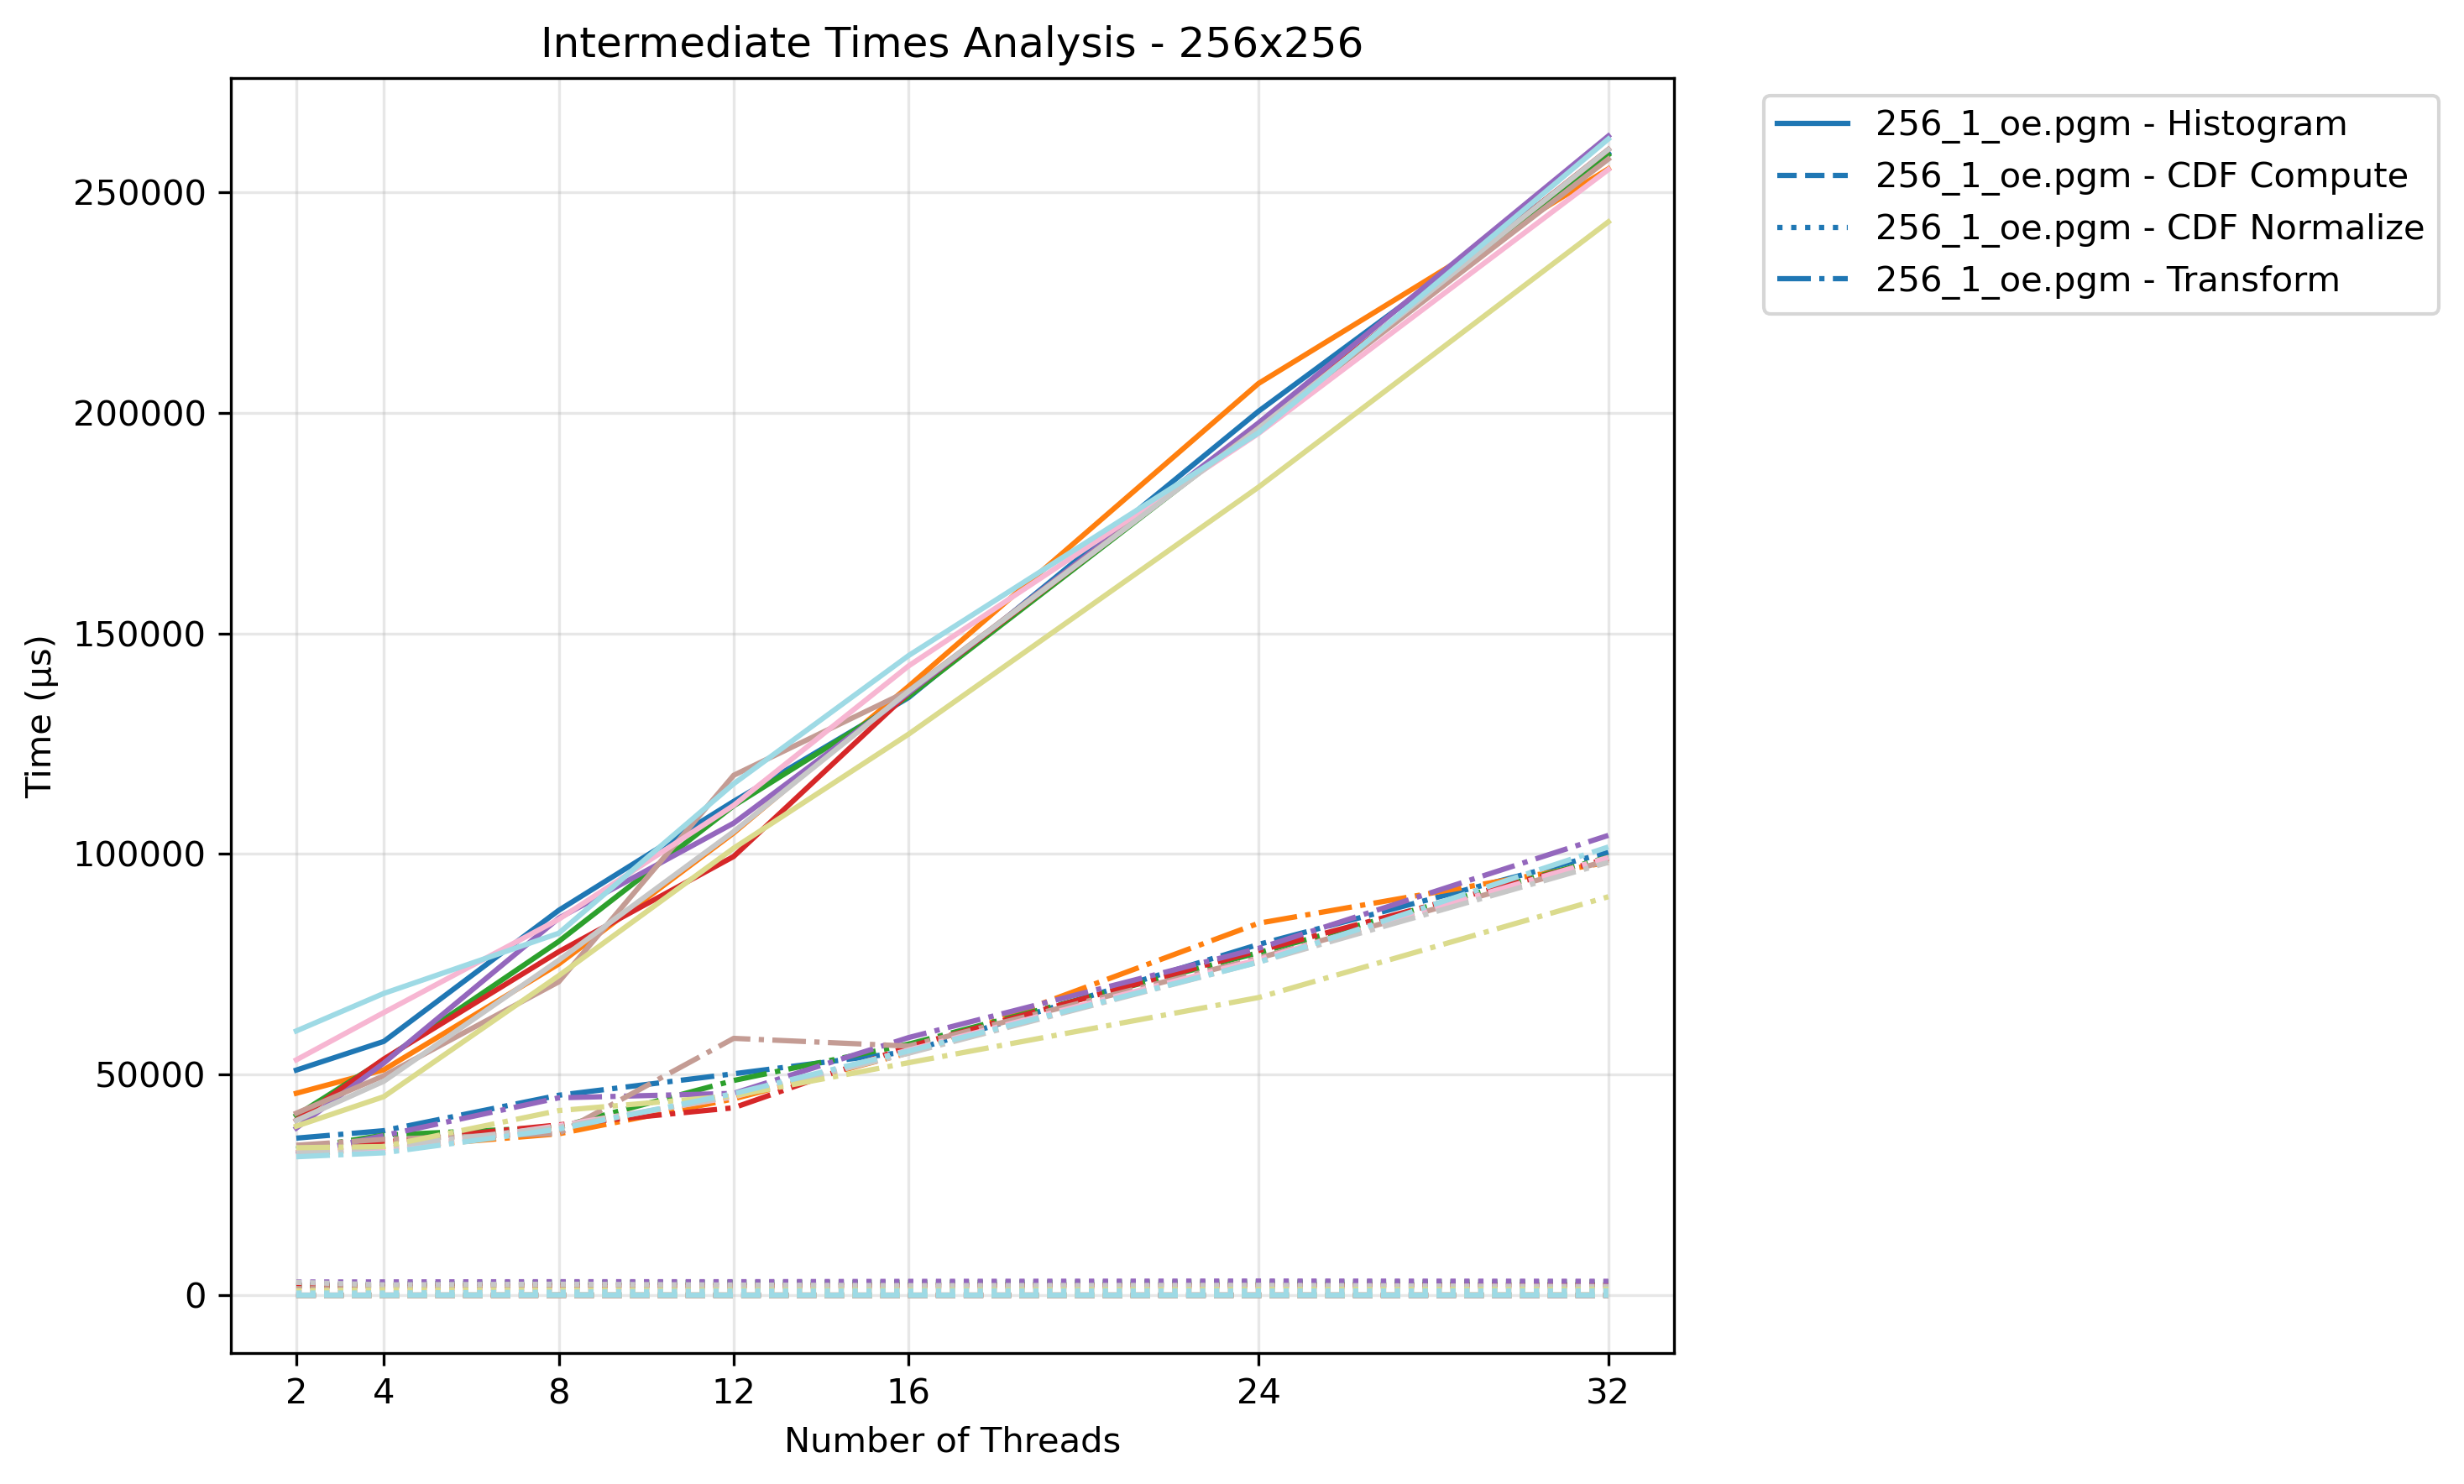 Intermediate Times Analysis - 256x256
256_1_oe.pgm - Histogram
256_1_oe.pgm - CDF Compute
256_1_oe.pgm - CDF Normalize
256_1_oe.pgm - Transform
250000
200000
150000
100000
50000
0
Time (µs)
2 4 8 12 16 24 32
Number of Threads